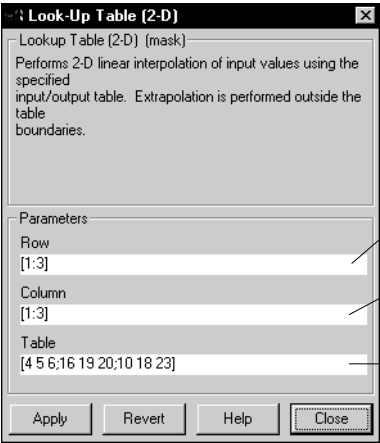 Look-Up Table (2-D)
Lookup Table (2-D) (mask)
Performs 2-D linear interpolation of input values using the
specified
input/output table. Extrapolation is performed outside the
table
boundaries.
Parameters
Row
[1:3]
Column
[1:3]
Table
[4 5 6;16 19 20;10 18 23]
Apply Revert Help Close